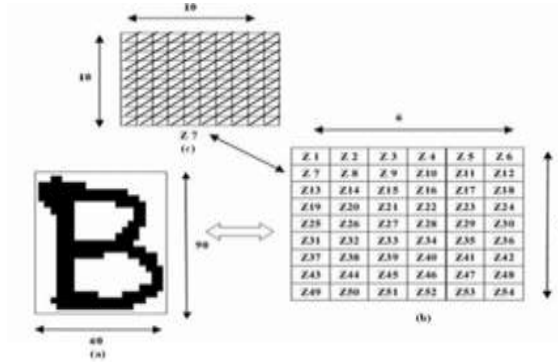 10
10
Z 7
(c)
6
Z 1 Z 2 Z 3 Z 4 Z 5 Z 6
Z 7 Z 8 Z 9 Z10 Z11 Z12
Z13 Z14 Z15 Z16 Z17 Z18
Z19 Z20 Z21 Z22 Z23 Z24
Z25 Z26 Z27 Z28 Z29 Z30
Z31 Z32 Z33 Z34 Z35 Z36
Z37 Z38 Z39 Z40 Z41 Z42
Z43 Z44 Z45 Z46 Z47 Z48
Z49 Z50 Z51 Z52 Z53 Z54
(b)
B
90
60
(a)